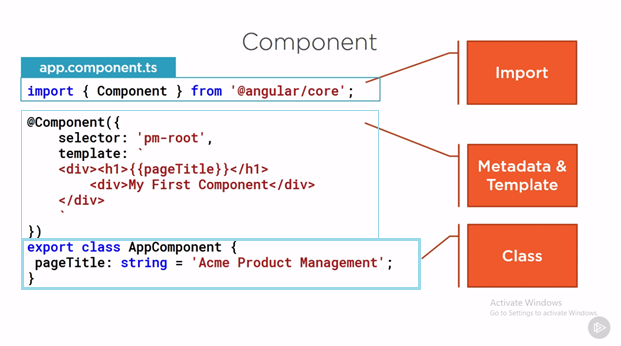 Component
app.component.ts
import { Component } from '@angular/core';
Import
@Component({
selector: 'pm-root',
template: `
<div><h1>{{pageTitle}}</h1>
<div>My First Component</div>
</div>
`
})
Metadata &
Template
export class AppComponent {
pageTitle: string = 'Acme Product Management';
}
Class
Activate Windows
Go to Settings to activate Windows.